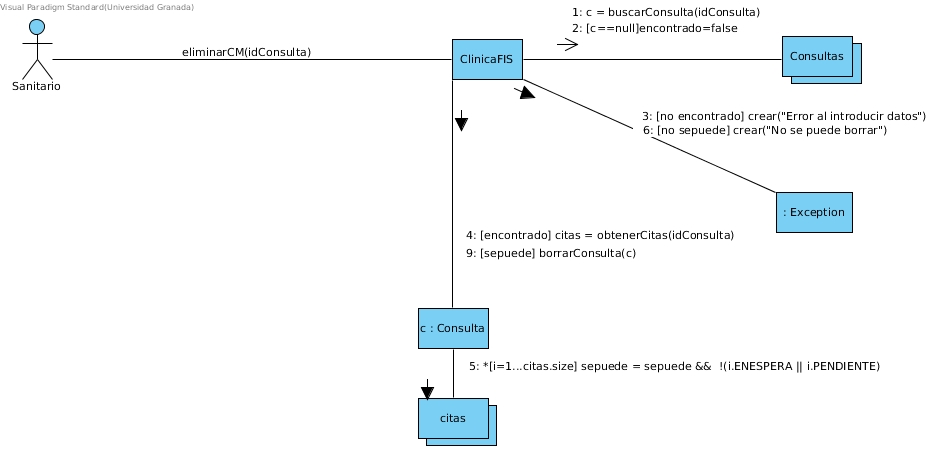 Visual Paradigm Standard(Universidad Granada)
1: c = buscarConsulta(idConsulta)
2: [c==null]encontrado=false
eliminarCM(idConsulta)
ClinicaFIS
Consultas
Sanitario
3: [no encontrado] crear("Error al introducir datos")
6: [no sepuede] crear("No se puede borrar")
: Exception
4: [encontrado] citas = obtenerCitas(idConsulta)
9: [sepuede] borrarConsulta(c)
c : Consulta
5: *[i=1...citas.size] sepuede = sepuede && !(i.ENESPERA || i.PENDIENTE)
citas